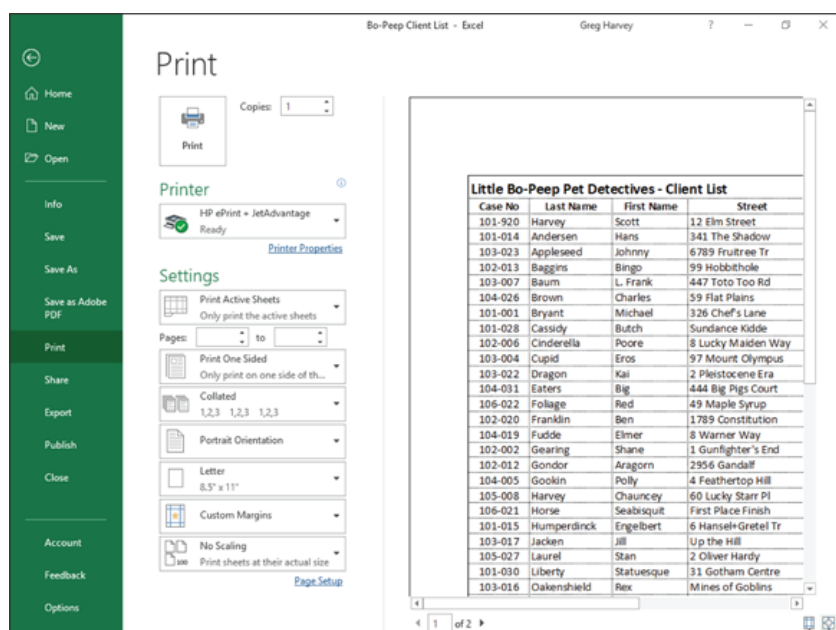 Bo-Peep Client List - Excel
Greg Harvey
?
Home
New
Open
Info
Save
Save As
Save as Adobe
PDF
Print
Share
Export
Publish
Close
Account
Feedback
Options
Print
Print
Copies: 1
Printer
HP ePrint + JetAdvantage
Ready
Printer Properties
Settings
Print Active Sheets
Only print the active sheets
Pages: to
Print One Sided
Only print on one side of th...
Collated
1,2,3 1,2,3 1,2,3
Portrait Orientation
Letter
8.5" x 11"
Custom Margins
No Scaling
Print sheets at their actual size
100
Page Setup
Little Bo-Peep Pet Detectives - Client List
Case No Last Name First Name Street
101-920 Harvey Scott 12 Elm Street
101-014 Andersen Hans 341 The Shadow
103-023 Appleseed Johnny 6789 Fruitree Tr
102-013 Baggins Bingo 99 Hobbithole
103-007 Baum L. Frank 447 Toto Too Rd
104-026 Brown Charles 59 Flat Plains
101-001 Bryant Michael 326 Chef's Lane
101-028 Cassidy Butch Sundance Kidde
102-006 Cinderella Poore 8 Lucky Maiden Way
103-004 Cupid Eros 97 Mount Olympus
103-022 Dragon Kai 2 Pleistocene Era
104-031 Eaters Big 444 Big Pigs Court
106-022 Foliage Red 49 Maple Syrup
102-020 Franklin Ben 1789 Constitution
104-019 Fudde Elmer 8 Warner Way
102-002 Gearing Shane 1 Gunfighter's End
102-012 Gondor Aragorn 2956 Gandalf
104-005 Gookin Polly 4 Feathertop Hill
105-008 Harvey Chauncey 60 Lucky Starr Pl
106-021 Horse Seabisquit First Place Finish
101-015 Humperdinck Engelbert 6 Hansel+Gretel Tr
103-017 Jacken Jill Up the Hill
105-027 Laurel Stan 2 Oliver Hardy
101-030 Liberty Statuesque 31 Gotham Centre
103-016 Oakenshield Rex Mines of Goblins
1 of 2